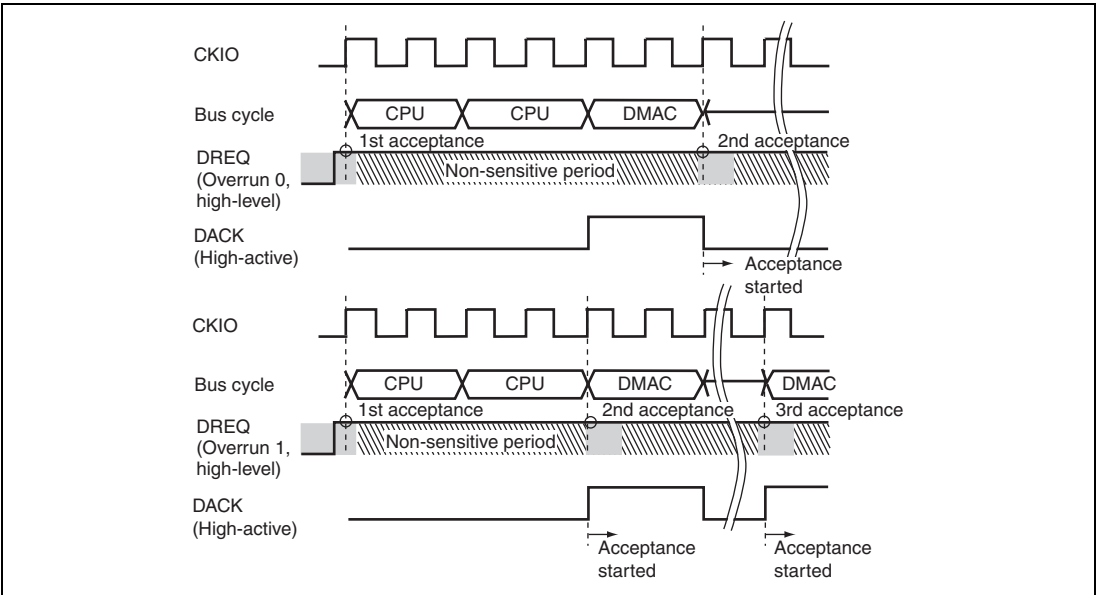 CKIO
Bus cycle
CPU
CPU
DMAC
1st acceptance
2nd acceptance
DREQ
(Overrun 0,
high-level)
Non-sensitive period
DACK
(High-active)
Acceptance
started
CKIO
Bus cycle
CPU
CPU
DMAC
DMAC
1st acceptance
2nd acceptance
3rd acceptance
DREQ
(Overrun 1,
high-level)
Non-sensitive period
DACK
(High-active)
Acceptance
started
Acceptance
started